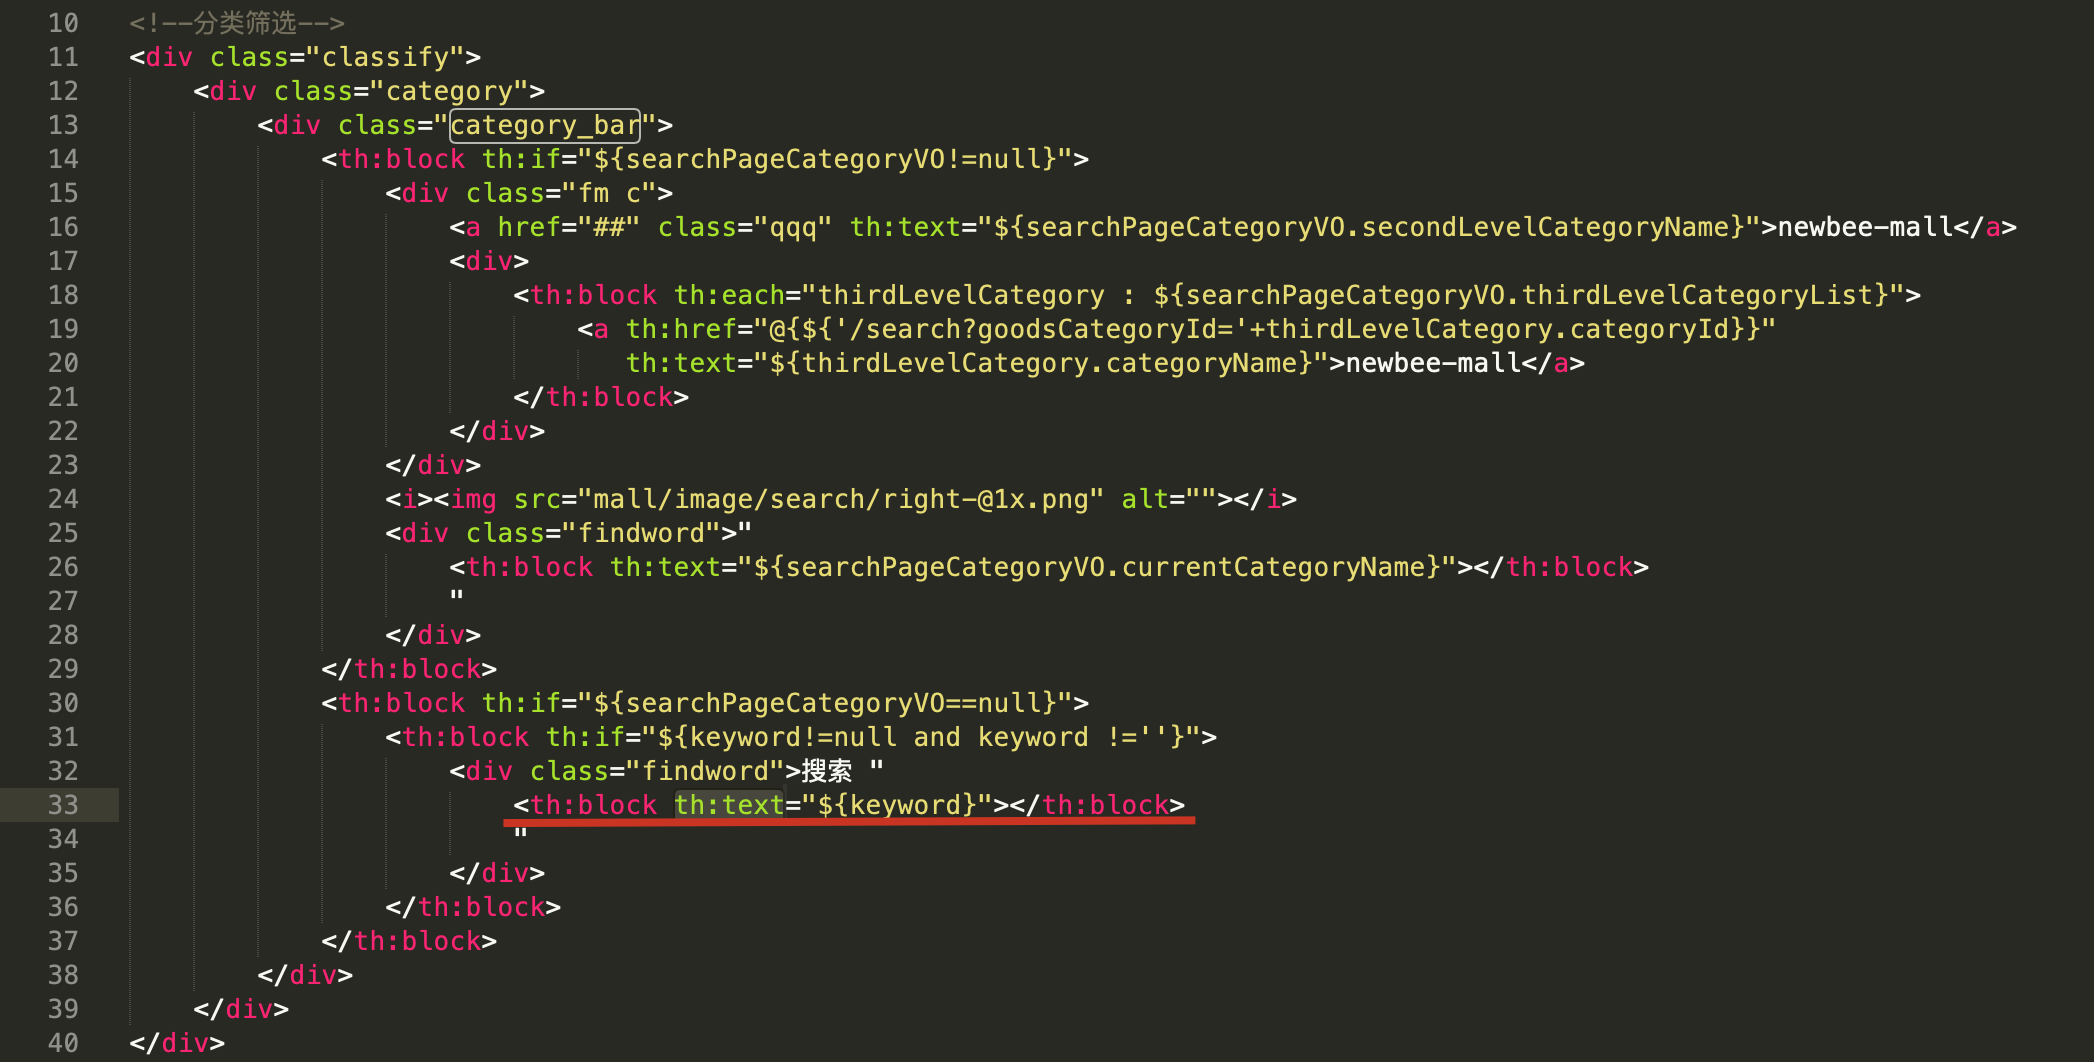 10 <!--分类筛选-->
11 <div class="classify">
12 <div class="category">
13 <div class="category_bar">
14 <th:block th:if="${searchPageCategoryVO!=null}">
15 <div class="fm c">
16 <a href="##" class="qqq" th:text="${searchPageCategoryVO.secondLevelCategoryName}">newbee-mall</a>
17 <div>
18 <th:block th:each="thirdLevelCategory : ${searchPageCategoryVO.thirdLevelCategoryList}">
19 <a th:href="@{${'/search?goodsCategoryId='+thirdLevelCategory.categoryId}}"
20 th:text="${thirdLevelCategory.categoryName}">newbee-mall</a>
21 </th:block>
22 </div>
23 </div>
24 <i><img src="mall/image/search/right-@1x.png" alt=""></i>
25 <div class="findword">"
26 <th:block th:text="${searchPageCategoryVO.currentCategoryName}"></th:block>
27 "
28 </div>
29 </th:block>
30 <th:block th:if="${searchPageCategoryVO==null}">
31 <th:block th:if="${keyword!=null and keyword !=''}">
32 <div class="findword">搜索 "
33 <th:block th:text="${keyword}"></th:block>
34 "
35 </div>
36 </th:block>
37 </th:block>
38 </div>
39 </div>
40 </div>